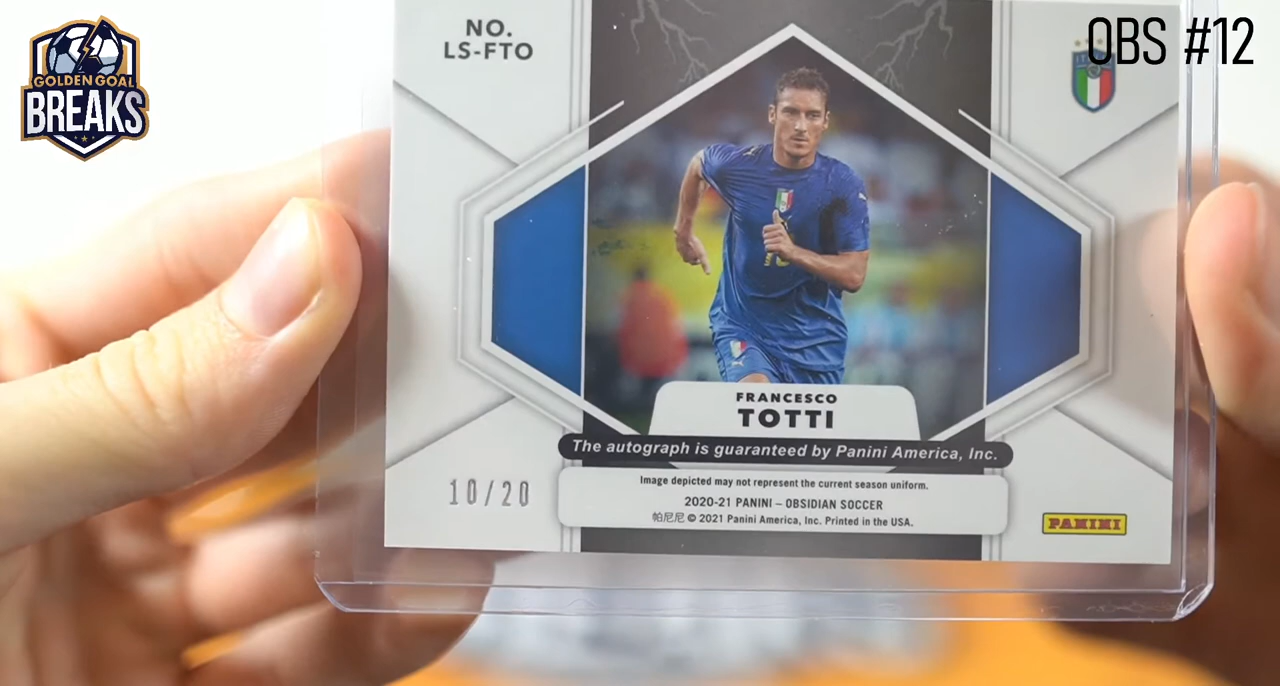 GOLDEN GOAL
BREAKS
OBS #12
NO.
LS-FTO
FRANCESCO
TOTTI
The autograph is guaranteed by Panini America, Inc.
10/20
Image depicted may not represent the current season uniform.
2020-21 PANINI – OBSIDIAN SOCCER
帕尼尼 © 2021 Panini America, Inc. Printed in the USA.
PANINI